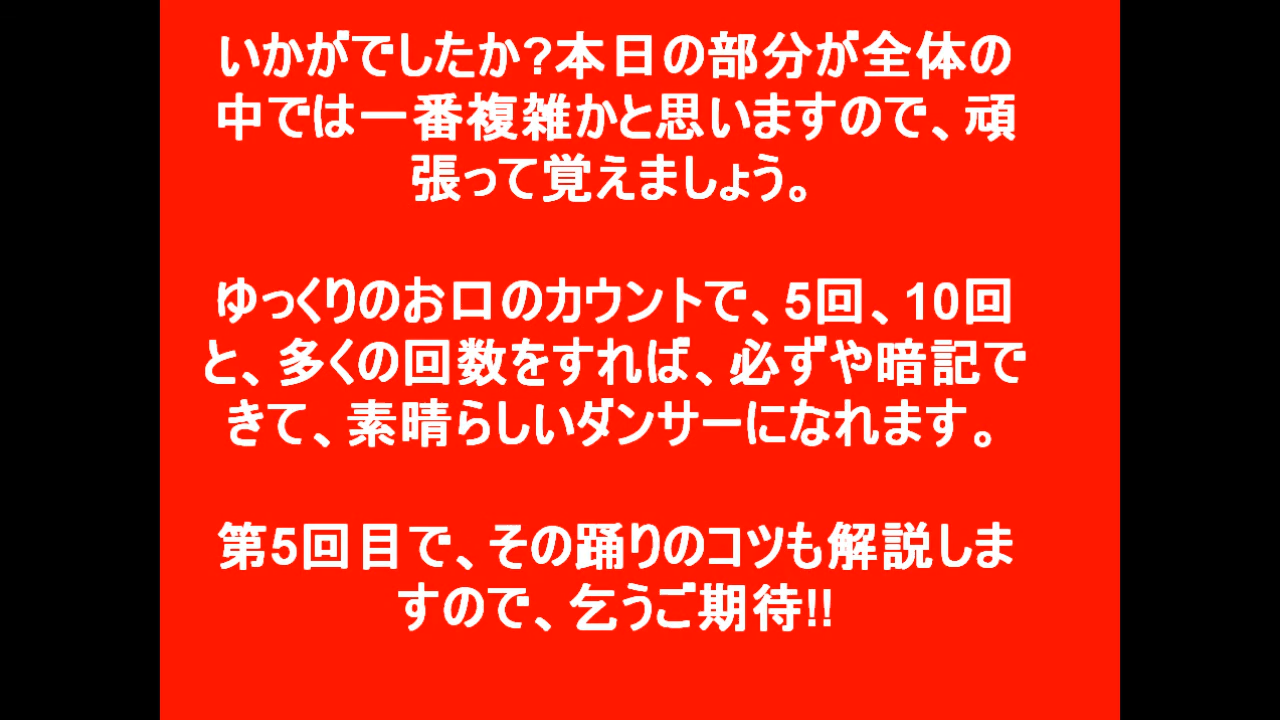 いかがでしたか?本日の部分が全体の
中では一番複雑かと思いますので、頑
張って覚えましょう。
ゆっくりのお口のカウントで、5回、10回
と、多くの回数をすれば、必ずや暗記で
きて、素晴らしいダンサーになれます。
第5回目で、その踊りのコツも解説しま
すので、乞うご期待!!